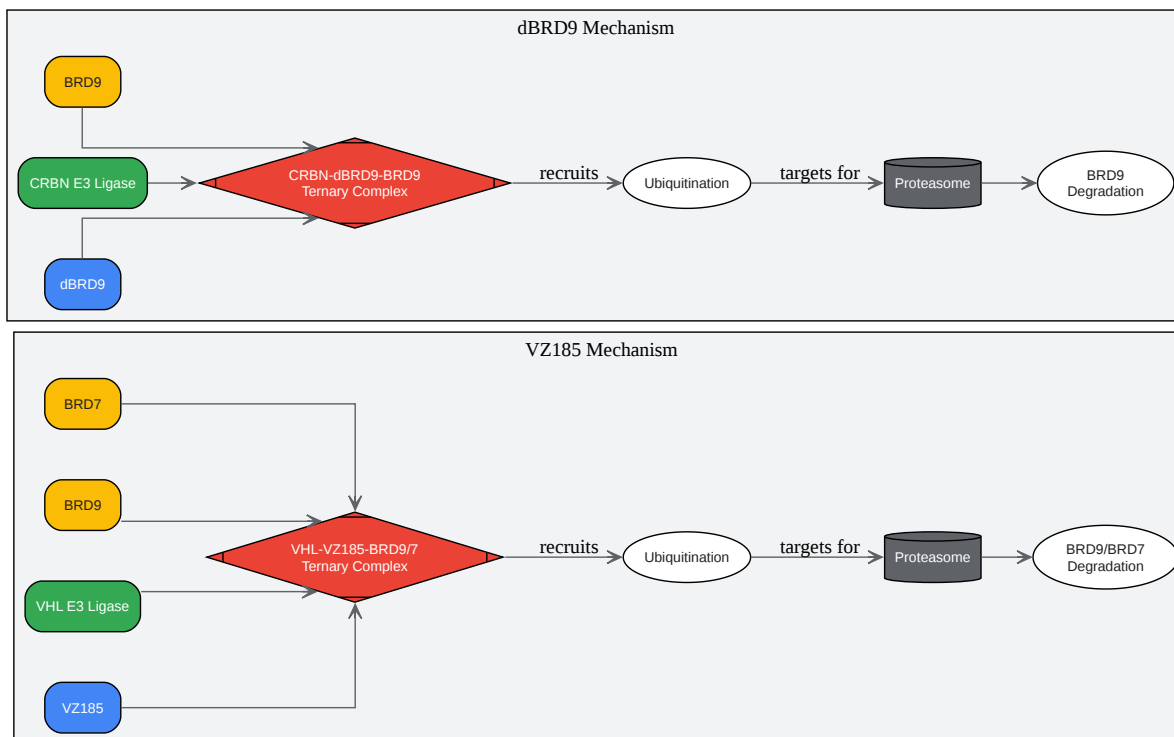 dBRD9 Mechanism
BRD9
CRBN E3 Ligase
dBRD9
CRBN-dBRD9-BRD9
Ternary Complex
recruits
Ubiquitination
targets for
Proteasome
BRD9
Degradation
VZ185 Mechanism
BRD7
BRD9
VHL E3 Ligase
VZ185
VHL-VZ185-BRD9/7
Ternary Complex
recruits
Ubiquitination
targets for
Proteasome
BRD9/BRD7
Degradation